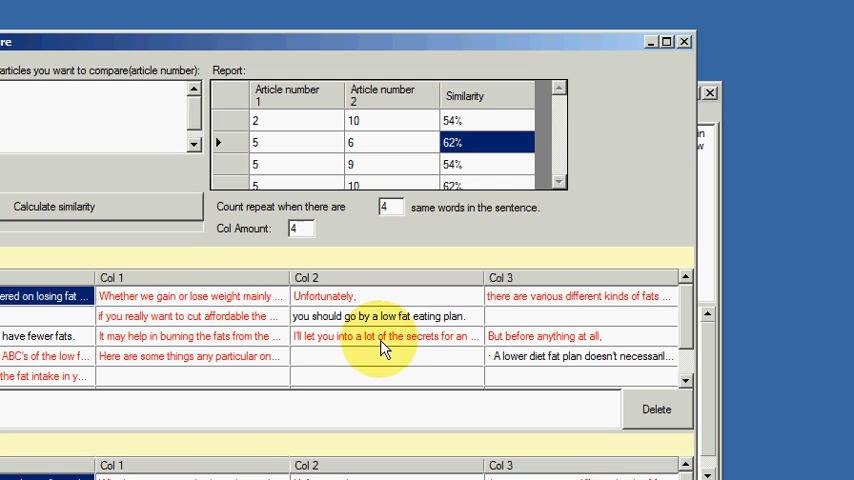 re
articles you want to compare(article number):
Report:
Article number 1
Article number 2
Similarity
2 10 54%
5 6 62%
5 9 54%
5 10 62%
Calculate similarity
Count repeat when there are 4 same words in the sentence.
Col Amount: 4
Col 1 Col 2 Col 3
ered on losing fat ... Whether we gain or lose weight mainly ... Unfortunately, there are various different kinds of fats ...
if you really want to cut affordable the ... you should go by a low fat eating plan.
have fewer fats. It may help in burning the fats from the ... I'll let you into a lot of the secrets for an ... But before anything at all,
ABC's of the low f... Here are some things any particular on... · A lower diet fat plan doesn't necessaril...
the fat intake in y...
Delete
Col 1 Col 2 Col 3
in
w